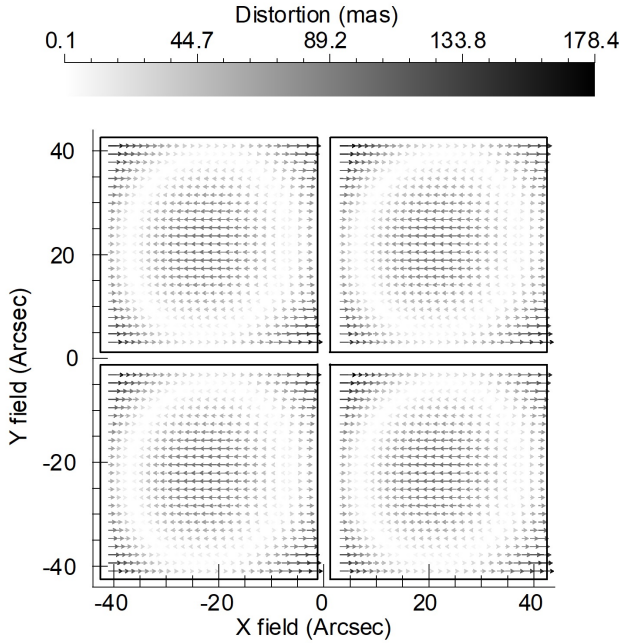 Distortion (mas)
0.1 44.7 89.2 133.8 178.4
40
20
0
-20
-40
Y field (Arcsec)
-40 -20 0 20 40
X field (Arcsec)